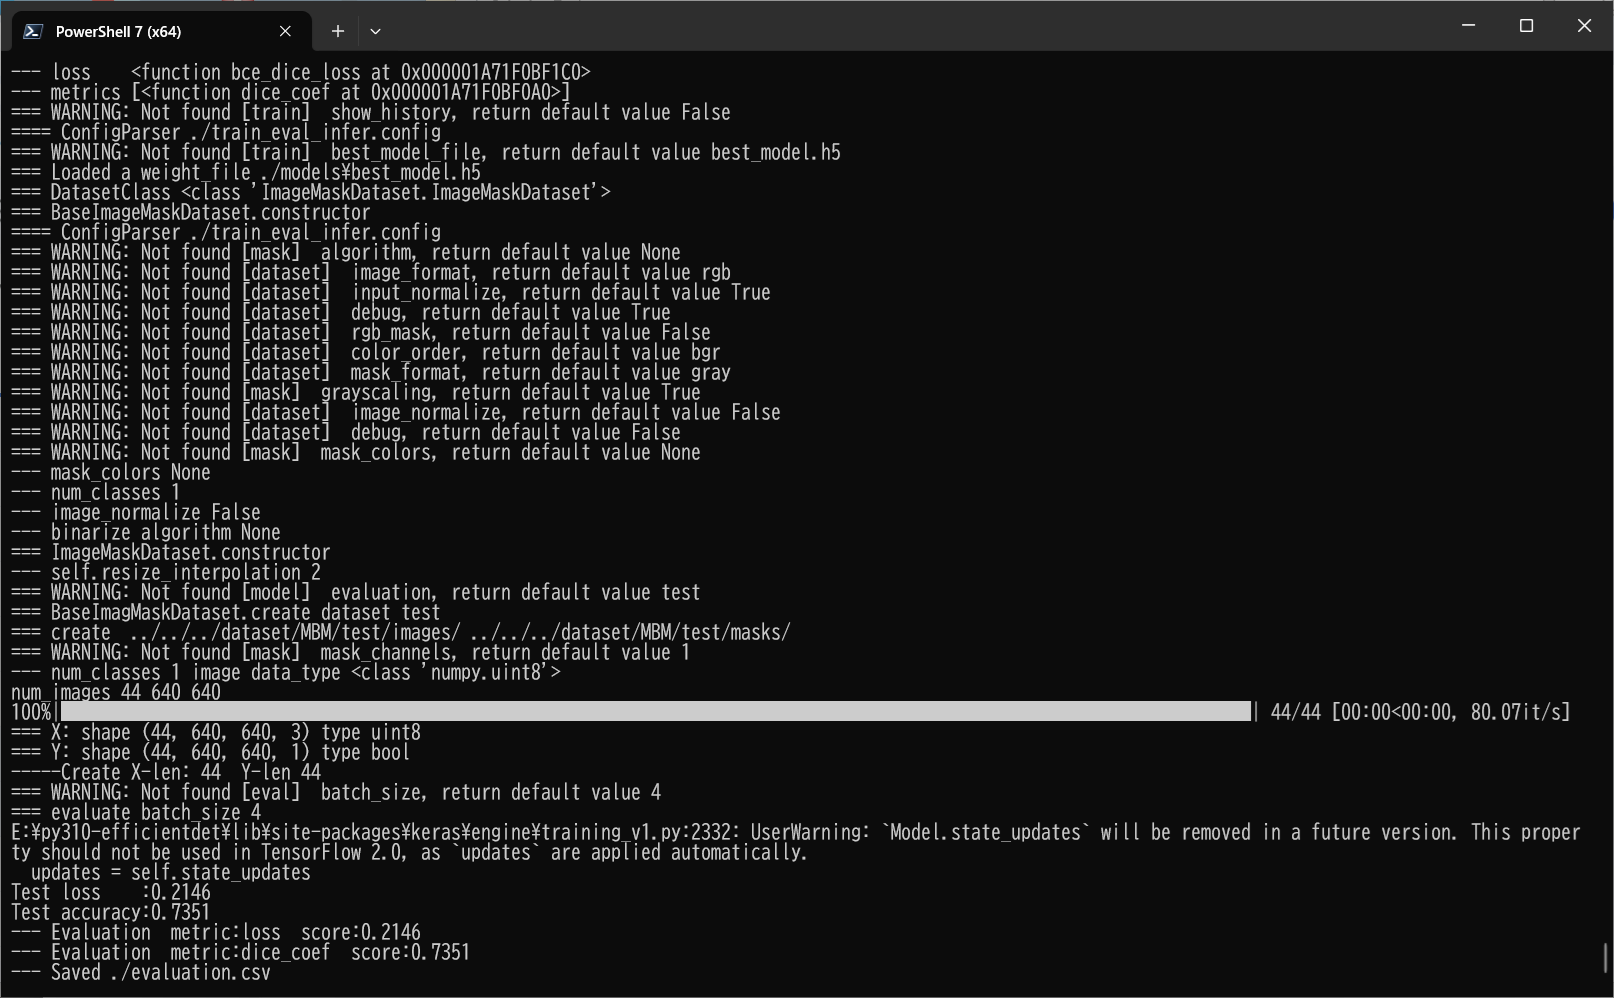 PowerShell 7 (x64)
--- loss    <function bce_dice_loss at 0x000001A71F0BF1C0>
--- metrics [<function dice_coef at 0x000001A71F0BF0A0>]
=== WARNING: Not found [train]  show_history, return default value False
==== ConfigParser ./train_eval_infer.config
=== WARNING: Not found [train]  best_model_file, return default value best_model.h5
=== Loaded a weight_file ./models¥best_model.h5
=== DatasetClass <class 'ImageMaskDataset.ImageMaskDataset'>
=== BaseImageMaskDataset.constructor
==== ConfigParser ./train_eval_infer.config
=== WARNING: Not found [mask]  algorithm, return default value None
=== WARNING: Not found [dataset]  image_format, return default value rgb
=== WARNING: Not found [dataset]  input_normalize, return default value True
=== WARNING: Not found [dataset]  debug, return default value True
=== WARNING: Not found [dataset]  rgb_mask, return default value False
=== WARNING: Not found [dataset]  color_order, return default value bgr
=== WARNING: Not found [dataset]  mask_format, return default value gray
=== WARNING: Not found [mask]  grayscaling, return default value True
=== WARNING: Not found [dataset]  image_normalize, return default value False
=== WARNING: Not found [dataset]  debug, return default value False
=== WARNING: Not found [mask]  mask_colors, return default value None
--- mask_colors None
--- num_classes 1
--- image_normalize False
--- binarize algorithm None
=== ImageMaskDataset.constructor
--- self.resize_interpolation 2
=== WARNING: Not found [model]  evaluation, return default value test
=== BaseImagMaskDataset.create dataset test
=== create  ../../../dataset/MBM/test/images/ ../../../dataset/MBM/test/masks/
=== WARNING: Not found [mask]  mask_channels, return default value 1
--- num_classes 1 image data_type <class 'numpy.uint8'>
num_images 44 640 640
100%| | 44/44 [00:00<00:00, 80.07it/s]
=== X: shape (44, 640, 640, 3) type uint8
=== Y: shape (44, 640, 640, 1) type bool
-----Create X-len: 44  Y-len 44
=== WARNING: Not found [eval]  batch_size, return default value 4
=== evaluate batch_size 4
E:¥py310-efficientdet¥lib¥site-packages¥keras¥engine¥training_v1.py:2332: UserWarning: `Model.state_updates` will be removed in a future version. This proper
ty should not be used in TensorFlow 2.0, as `updates` are applied automatically.
  updates = self.state_updates
Test loss    :0.2146
Test accuracy:0.7351
--- Evaluation  metric:loss  score:0.2146
--- Evaluation  metric:dice_coef  score:0.7351
--- Saved ./evaluation.csv